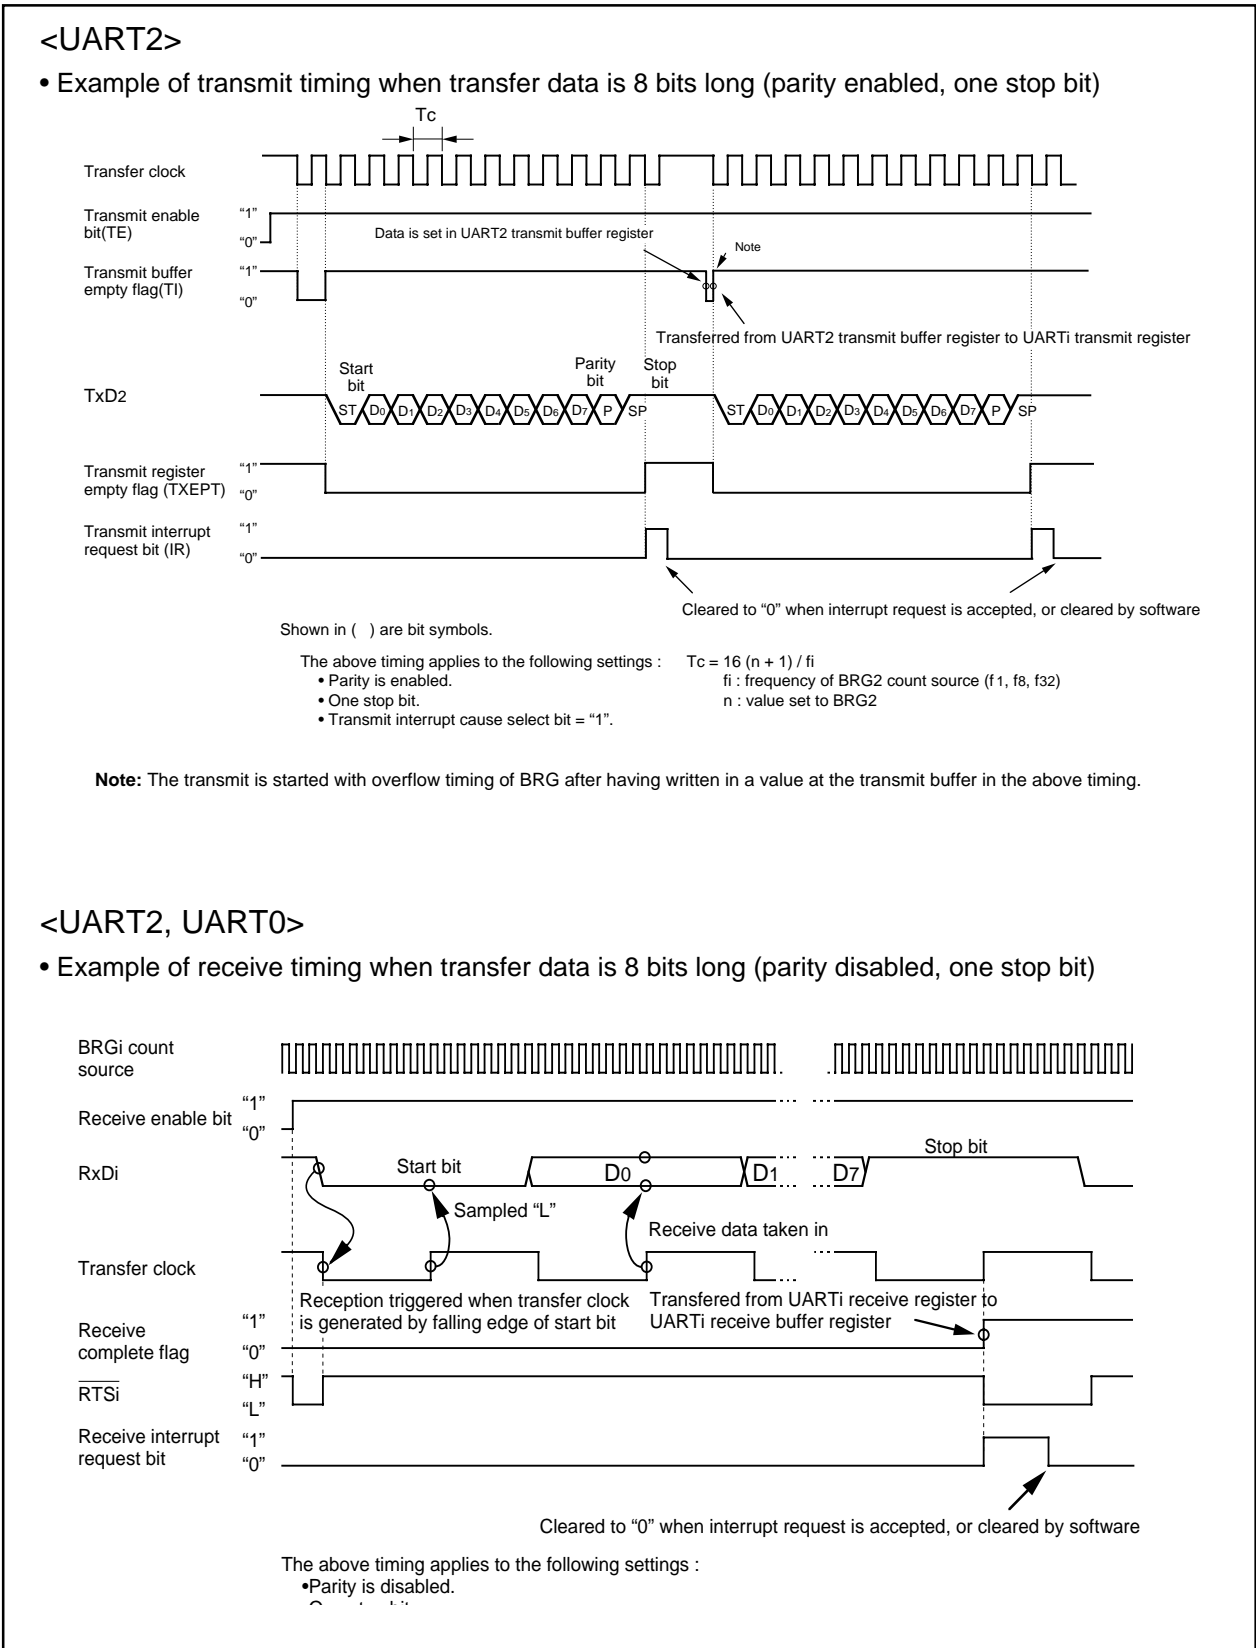 <UART2>
• Example of transmit timing when transfer data is 8 bits long (parity enabled, one stop bit)
Tc
Transfer clock
Transmit enable
bit(TE)
“1”
“0”
Data is set in UART2 transmit buffer register
Note
Transmit buffer
empty flag(TI)
“1”
“0”
Transferred from UART2 transmit buffer register to UARTi transmit register
Start
bit
Parity
bit
Stop
bit
TxD2
ST D0 D1 D2 D3 D4 D5 D6 D7 P SP
ST D0 D1 D2 D3 D4 D5 D6 D7 P SP
Transmit register
empty flag (TXEPT)
“1”
“0”
Transmit interrupt
request bit (IR)
“1”
“0”
Cleared to “0” when interrupt request is accepted, or cleared by software
Shown in ( ) are bit symbols.
The above timing applies to the following settings :
• Parity is enabled.
• One stop bit.
• Transmit interrupt cause select bit = “1”.
Tc = 16 (n + 1) / fi
fi : frequency of BRG2 count source (f1, f8, f32)
n : value set to BRG2
Note: The transmit is started with overflow timing of BRG after having written in a value at the transmit buffer in the above timing.
<UART2, UART0>
• Example of receive timing when transfer data is 8 bits long (parity disabled, one stop bit)
BRGi count
source
Receive enable bit
“1”
“0”
RxDi
Start bit
D0
D1
D7
Stop bit
Sampled “L”
Receive data taken in
Transfer clock
Reception triggered when transfer clock
is generated by falling edge of start bit
Transfered from UARTi receive register to
UARTi receive buffer register
Receive
complete flag
“1”
“0”
RTSi
“H”
“L”
Receive interrupt
request bit
“1”
“0”
Cleared to “0” when interrupt request is accepted, or cleared by software
The above timing applies to the following settings :
•Parity is disabled.